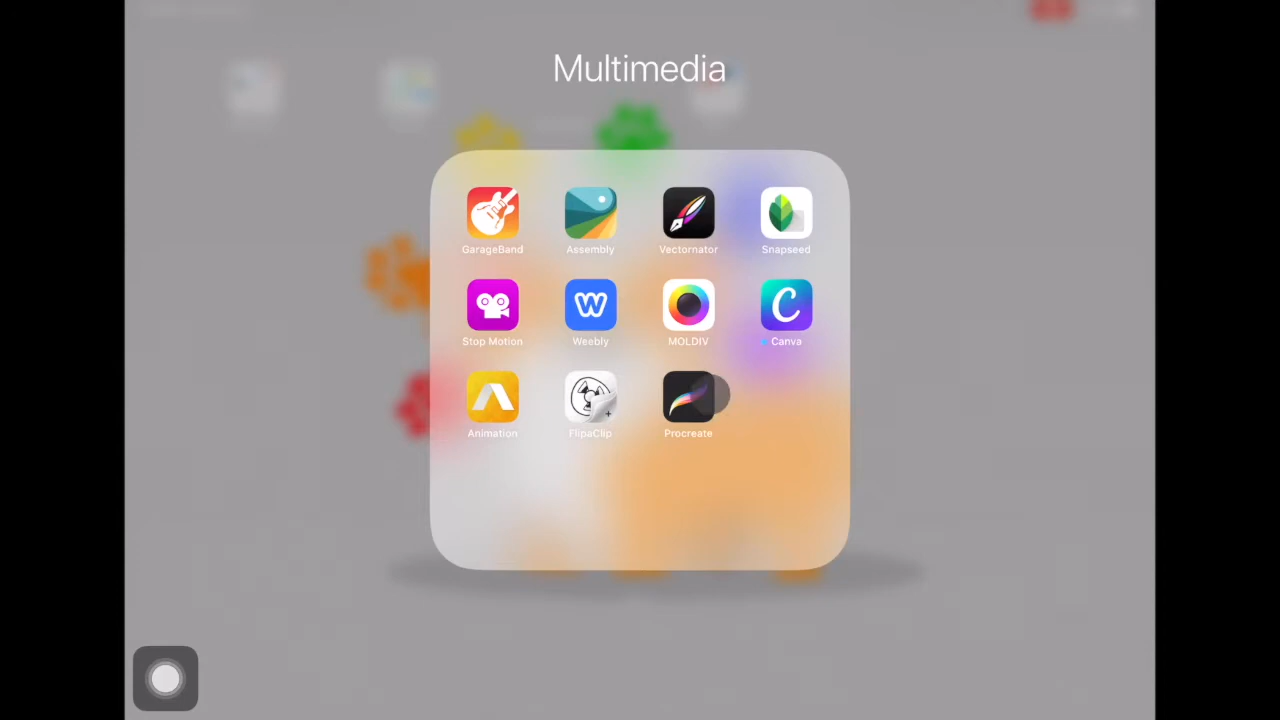 Multimedia
GarageBand Assembly Vectornator Snapseed
Stop Motion Weebly MOLDIV Canva
Animation FlipaClip Procreate